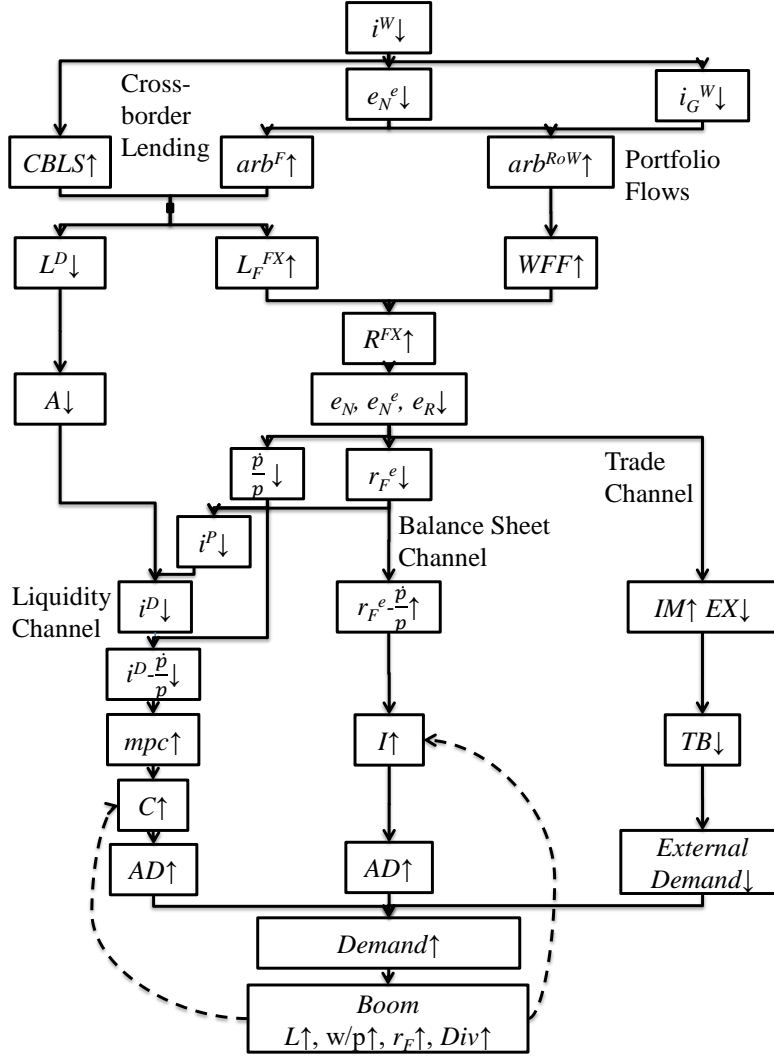 i^W↓
Cross-
border
Lending
e_N^e↓
i_G^W↓
CBLS↑
arb^F↑
arb^RoW↑
Portfolio
Flows
L^D↓
L_F^FX↑
WFF↑
R^FX↑
A↓
e_N, e_N^e, e_R↓
ṗ/p ↓
r_F^e↓
Trade
Channel
i^P↓
Balance Sheet
Channel
Liquidity
Channel
i^D↓
r_F^e-ṗ/p↑
IM↑ EX↓
i^D-ṗ/p↓
mpc↑
I↑
TB↓
C↑
AD↑
AD↑
External
Demand↓
Demand↑
Boom
L↑, w/p↑, r_F↑, Div↑